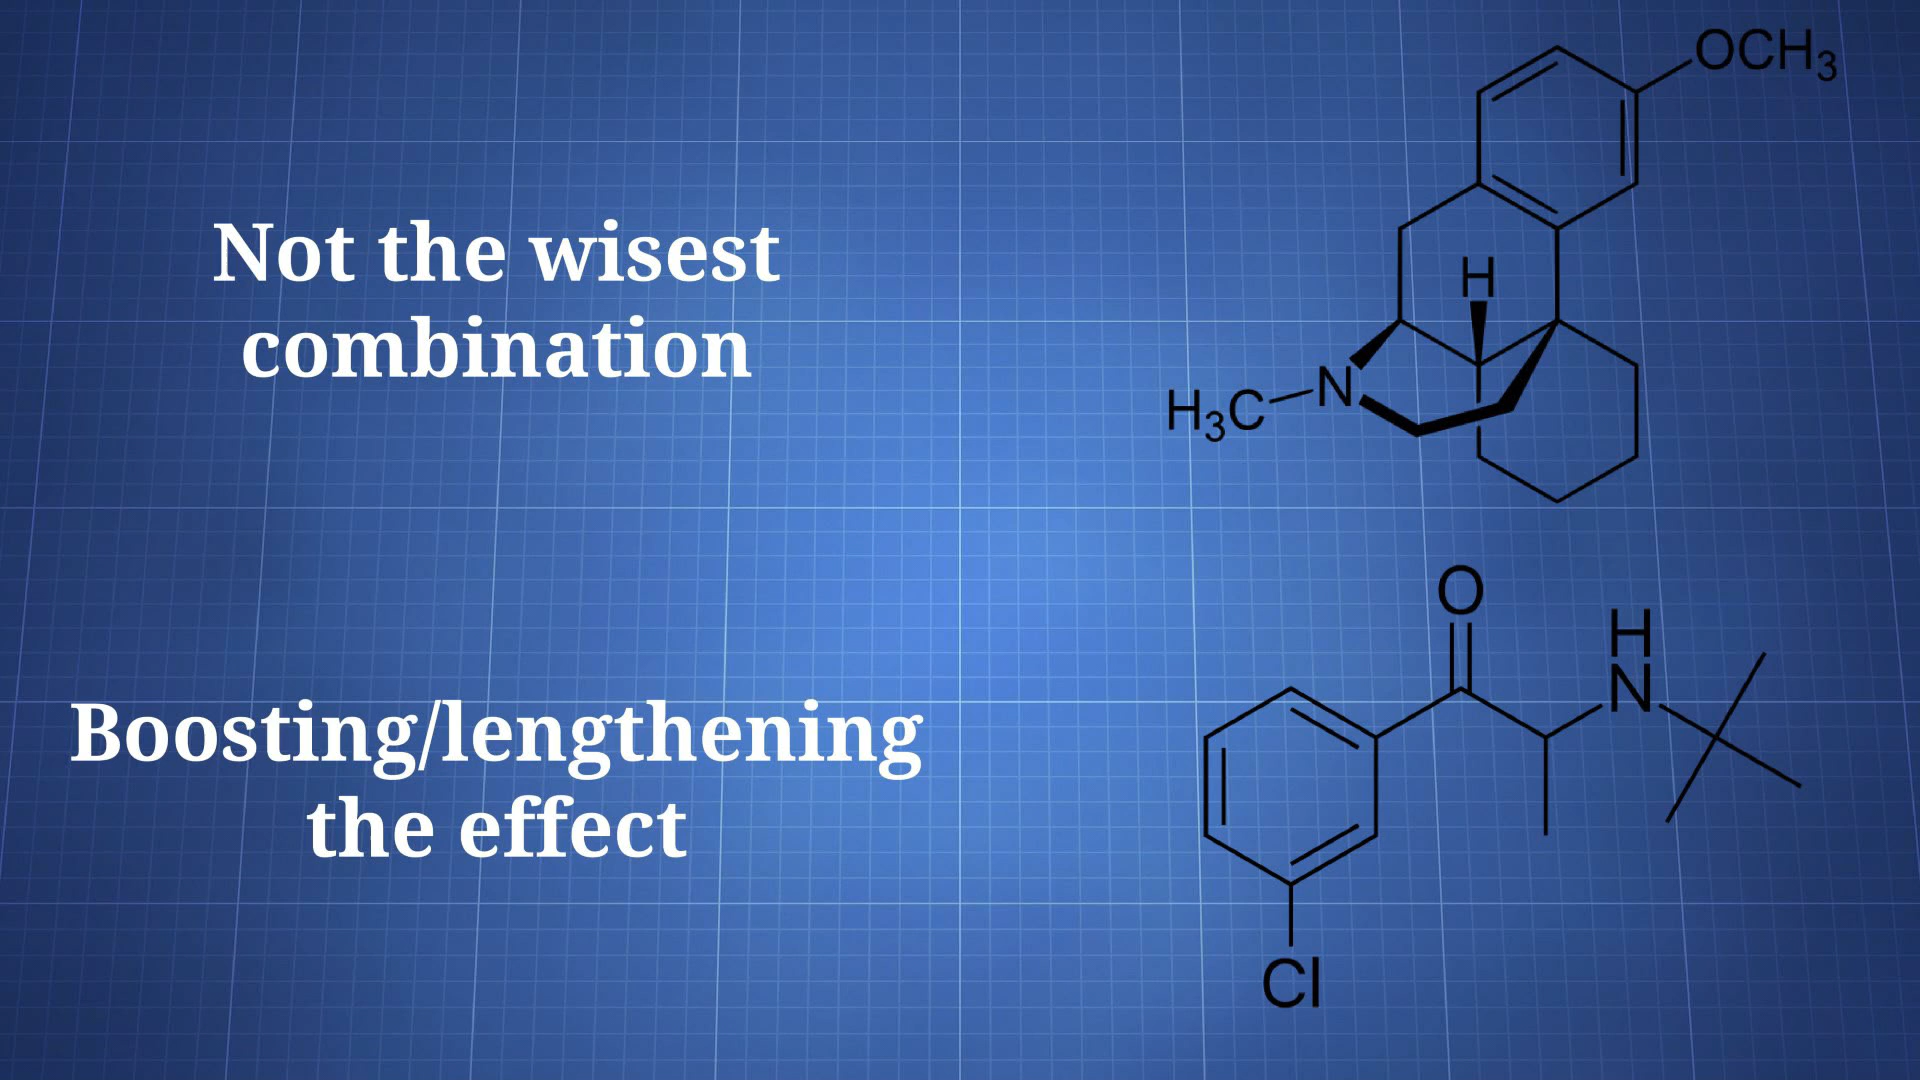 Not the wisest
combination
Boosting/lengthening
the effect
OCH₃
H
N
H₃C
O
H
N
Cl